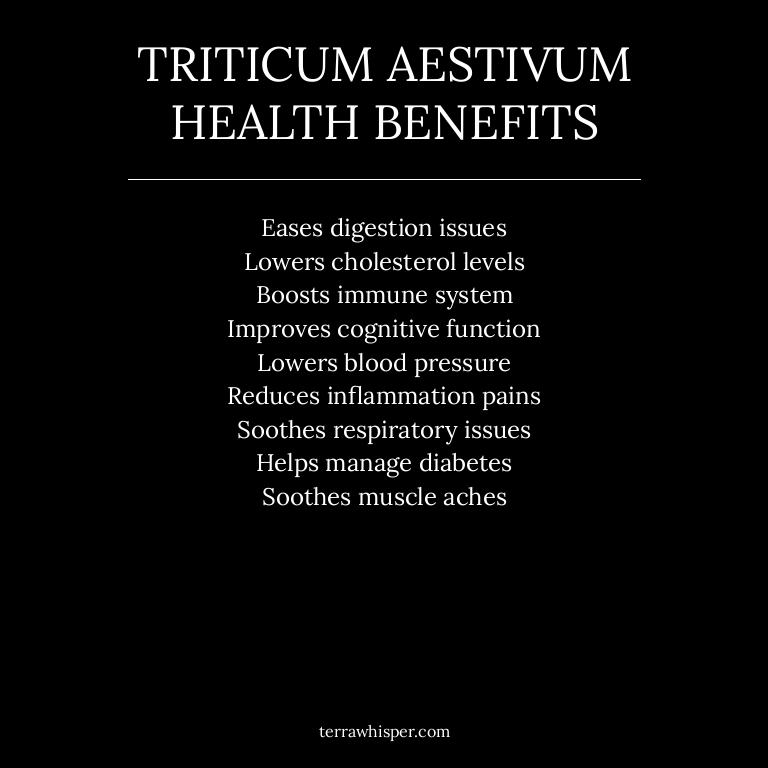 TRITICUM AESTIVUM
HEALTH BENEFITS
Eases digestion issues
Lowers cholesterol levels
Boosts immune system
Improves cognitive function
Lowers blood pressure
Reduces inflammation pains
Soothes respiratory issues
Helps manage diabetes
Soothes muscle aches
terrawhisper.com